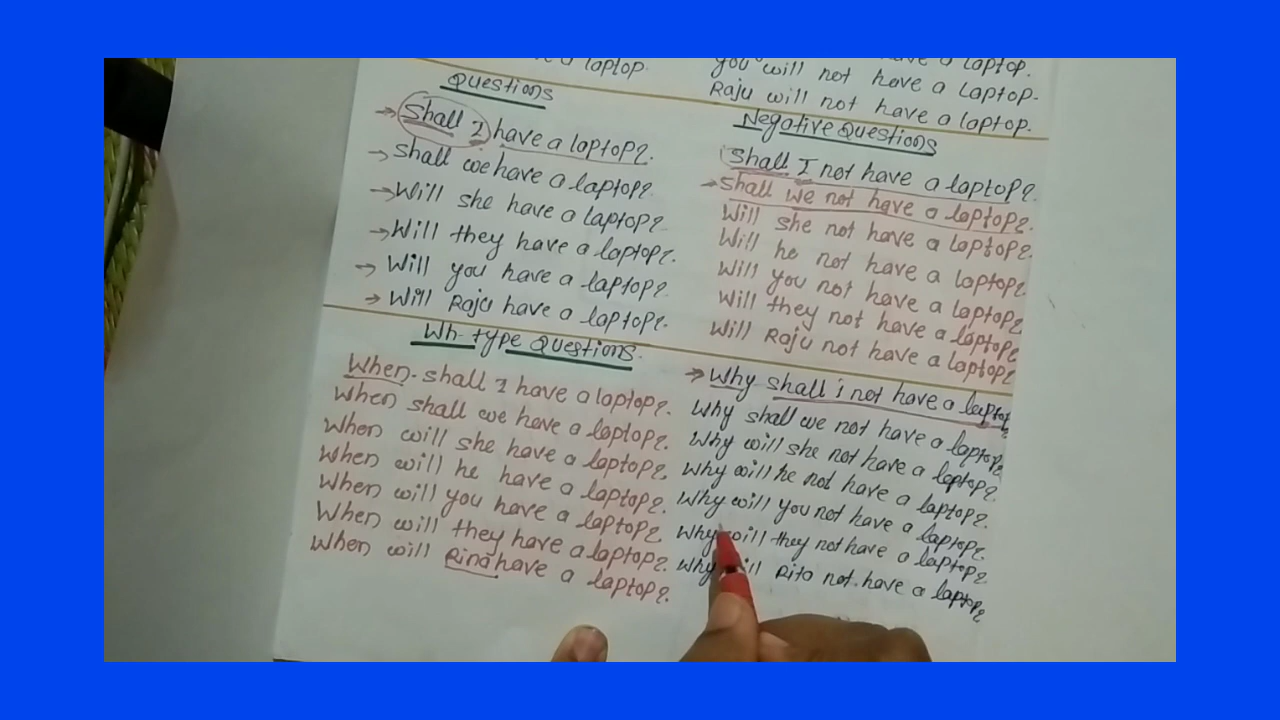 a laptop.
have a laptop.
you will not have a laptop.
Raju will not have a laptop.
Questions
→ Shall I have a laptop?
→ Shall we have a laptop?
→ Will she have a laptop?
→ Will they have a laptop?
→ Will you have a laptop?
→ Will Raju have a laptop?
Negative Questions
Shall I not have a laptop?
→ Shall we not have a laptop?
Will she not have a laptop?
Will he not have a laptop?
Will you not have a laptop?
Will they not have a laptop?
Will Raju not have a laptop?
Wh-type Questions.
When shall I have a laptop?
When shall we have a laptop?
When will she have a laptop?
When will he have a laptop?
When will you have a laptop?
When will they have a laptop?
When will Rina have a laptop?
→ Why shall i not have a laptop
Why shall we not have a laptop?
Why will she not have a laptop?
Why will he not have a laptop?
Why will you not have a laptop?
Why will they not have a laptop?
Why will Rita not have a laptop?